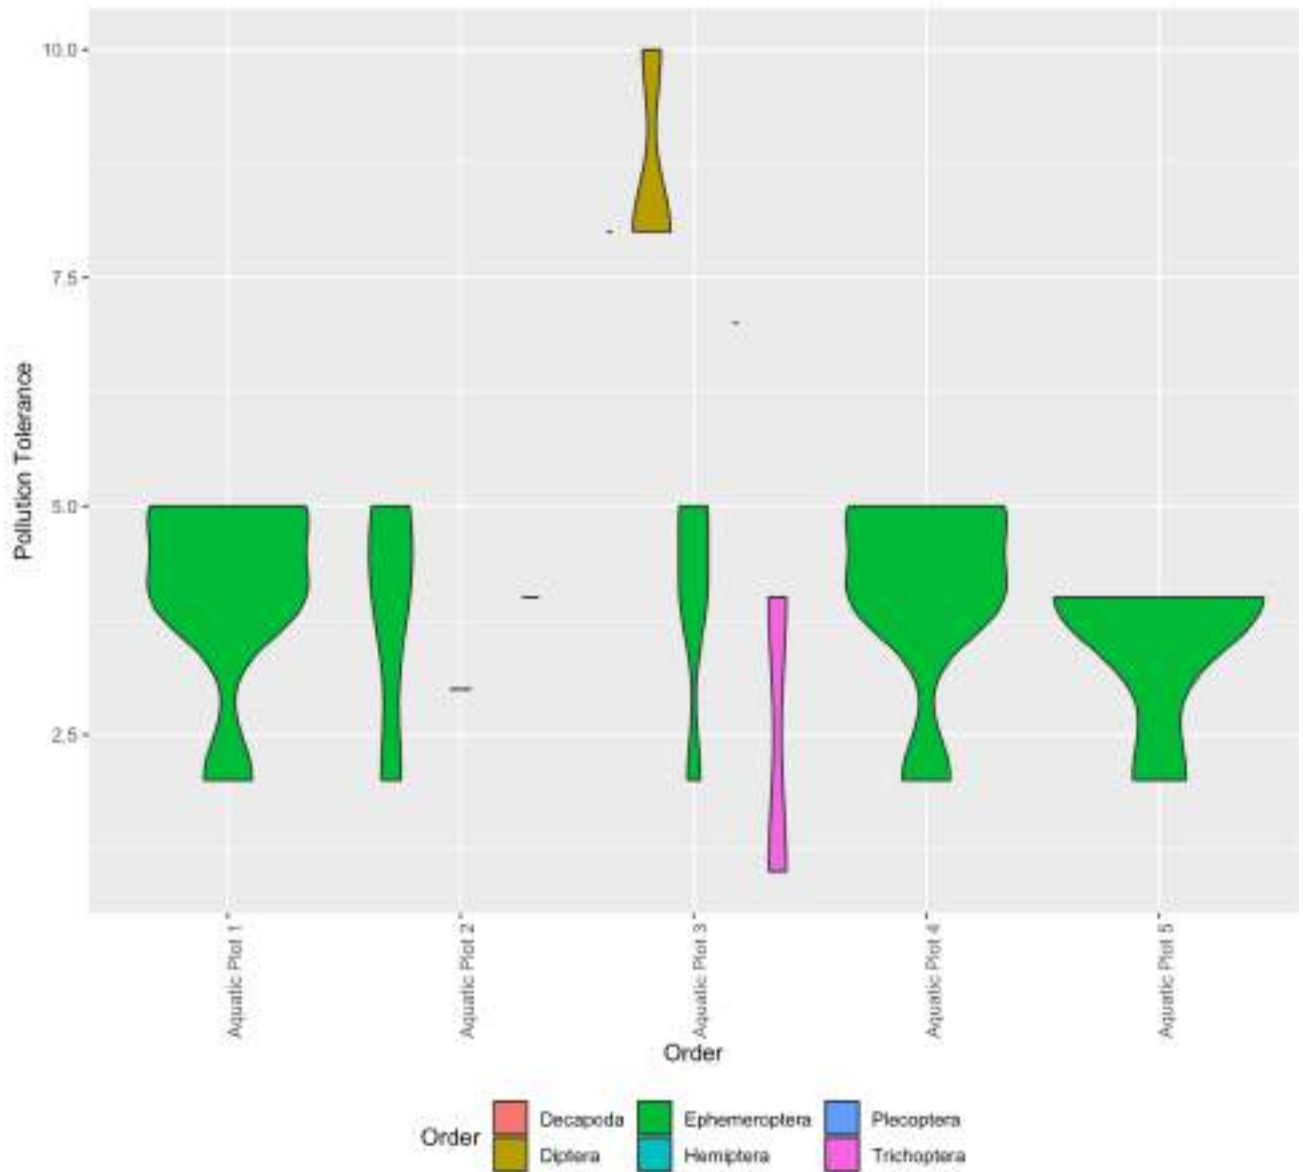 Pollution Tolerance
10.0
7.5
5.0
2.5
Aquatic Plot 1
Aquatic Plot 2
Aquatic Plot 3
Aquatic Plot 4
Aquatic Plot 5
Order
Order
Decapoda
Ephemeroptera
Plecoptera
Diptera
Hemiptera
Trichoptera